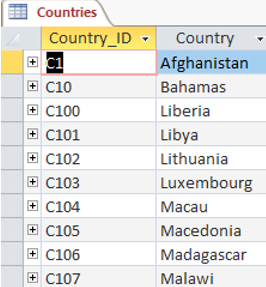 Countries
Country_ID Country
C1 Afghanistan
C10 Bahamas
C100 Liberia
C101 Libya
C102 Lithuania
C103 Luxembourg
C104 Macau
C105 Macedonia
C106 Madagascar
C107 Malawi